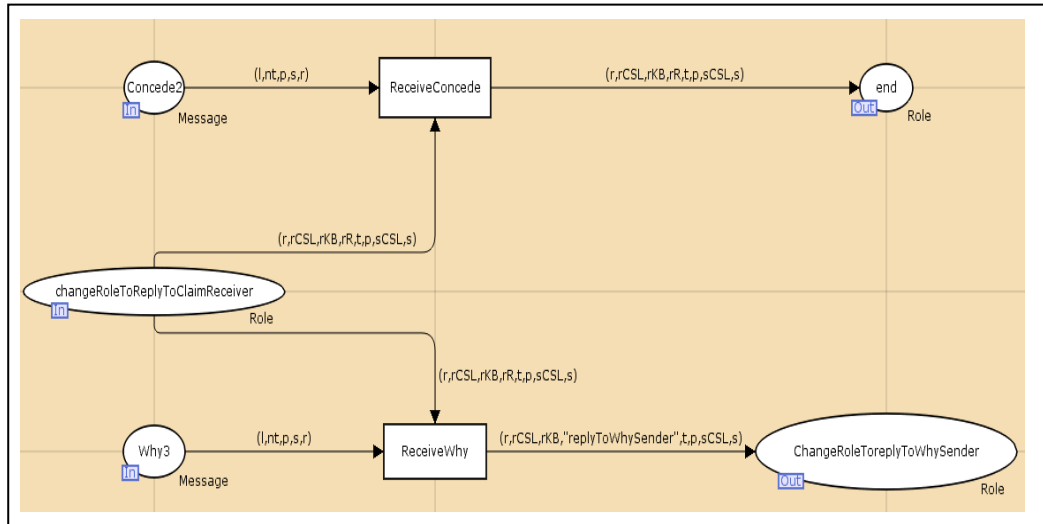 (l,nt,p,s,r)
(r,rCSL,rKB,rR,t,p,sCSL,s)
Concede2
ReceiveConcede
end
In
Message
Out
Role
(r,rCSL,rKB,rR,t,p,sCSL,s)
changeRoleToReplyToClaimReceiver
In
Role
(r,rCSL,rKB,rR,t,p,sCSL,s)
(l,nt,p,s,r)
(r,rCSL,rKB,"replyToWhySender",t,p,sCSL,s)
Why3
ReceiveWhy
ChangeRoleToreplyToWhySender
In
Message
Out
Role